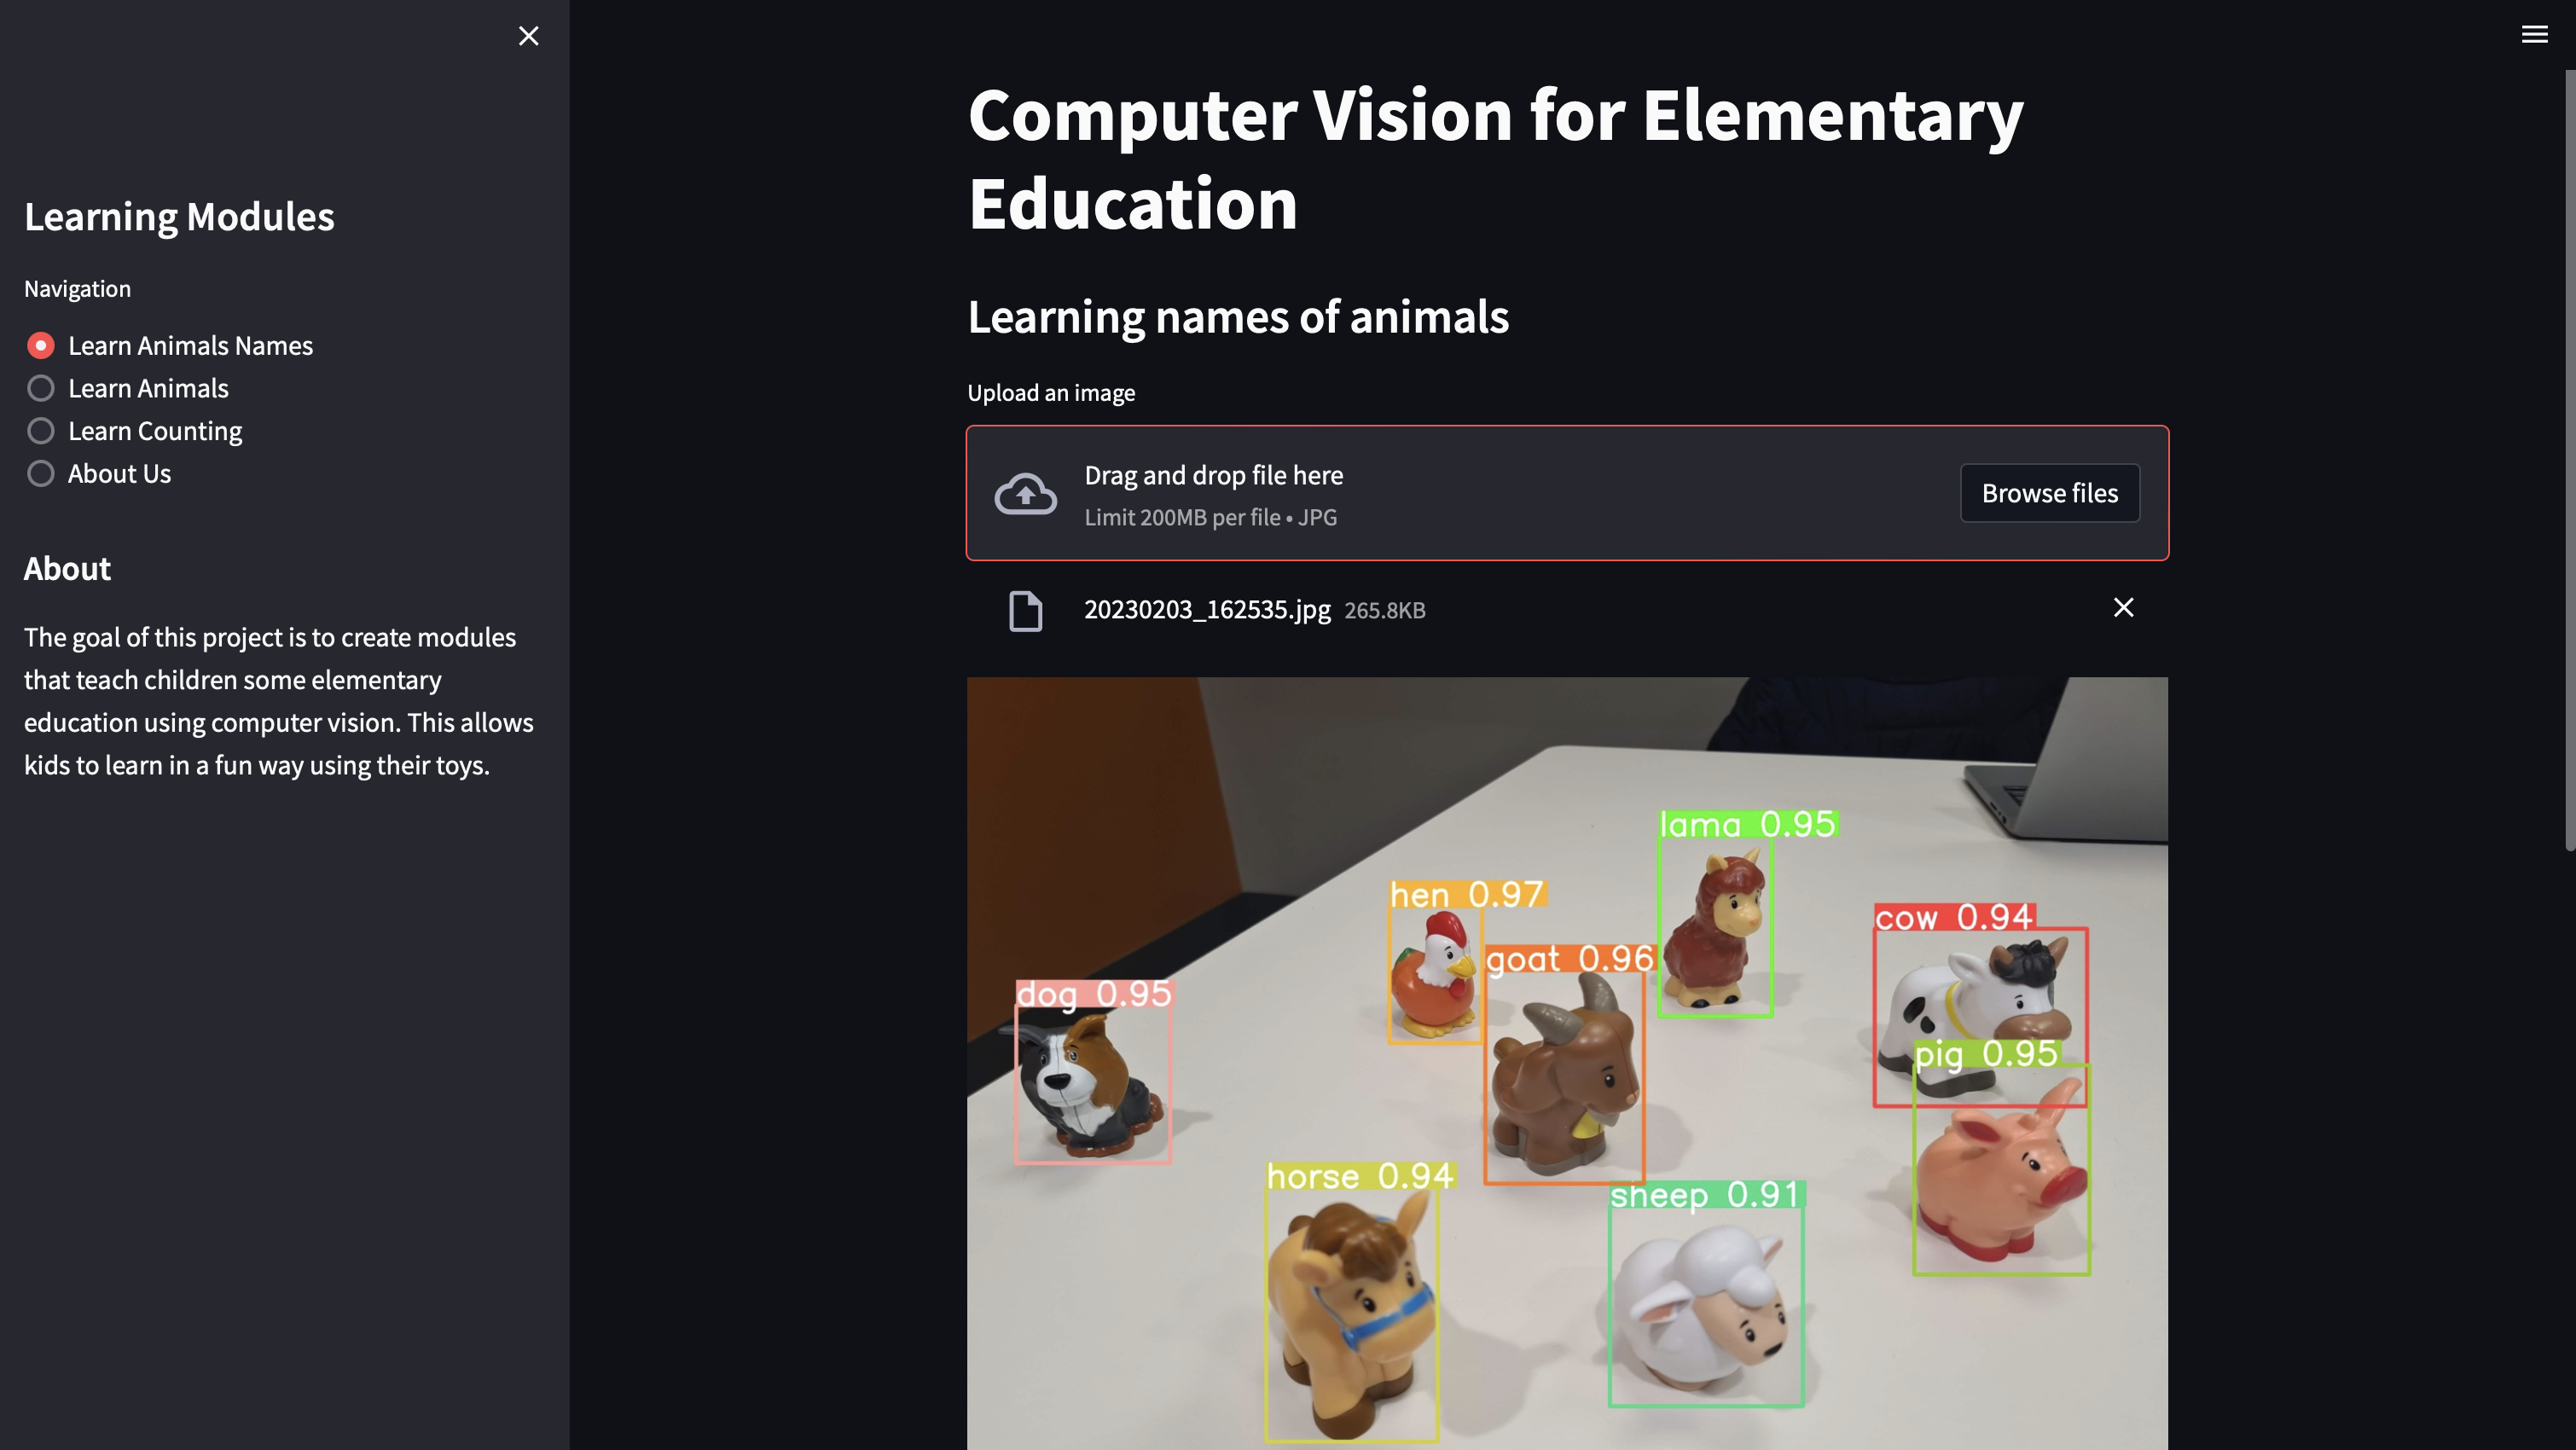 Learning Modules
Navigation
Learn Animals Names
Learn Animals
Learn Counting
About Us
About
The goal of this project is to create modules
that teach children some elementary
education using computer vision. This allows
kids to learn in a fun way using their toys.
Computer Vision for Elementary
Education
Learning names of animals
Upload an image
Drag and drop file here
Limit 200MB per file • JPG
Browse files
20230203_162535.jpg 265.8KB
lama 0.95
hen 0.97
cow 0.94
goat 0.96
dog 0.95
pig 0.95
horse 0.94
sheep 0.91